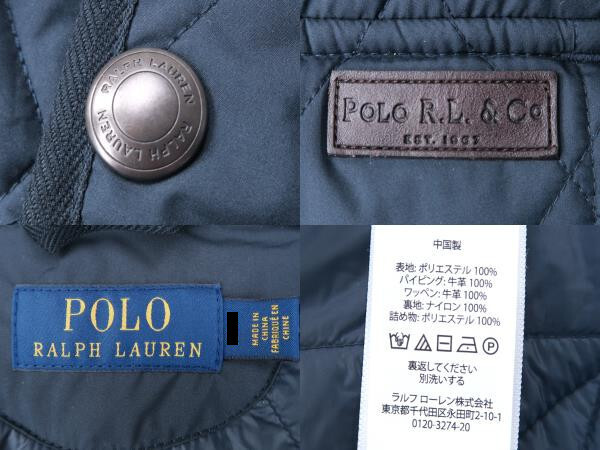 RALPH LAUREN RALPH LAUREN
POLO R.L. & Co
EST. 1967
POLO
RALPH LAUREN
MADE IN
CHINA
FABRIQUÉ EN
CHINE
中国製
表地: ポリエステル 100%
パイピング: 牛革 100%
ワッペン: 牛革 100%
裏地: ナイロン 100%
詰め物: ポリエステル 100%
P
裏返してください
別洗いする
ラルフ ローレン株式会社
東京都千代田区永田町2-10-1
0120-3274-20